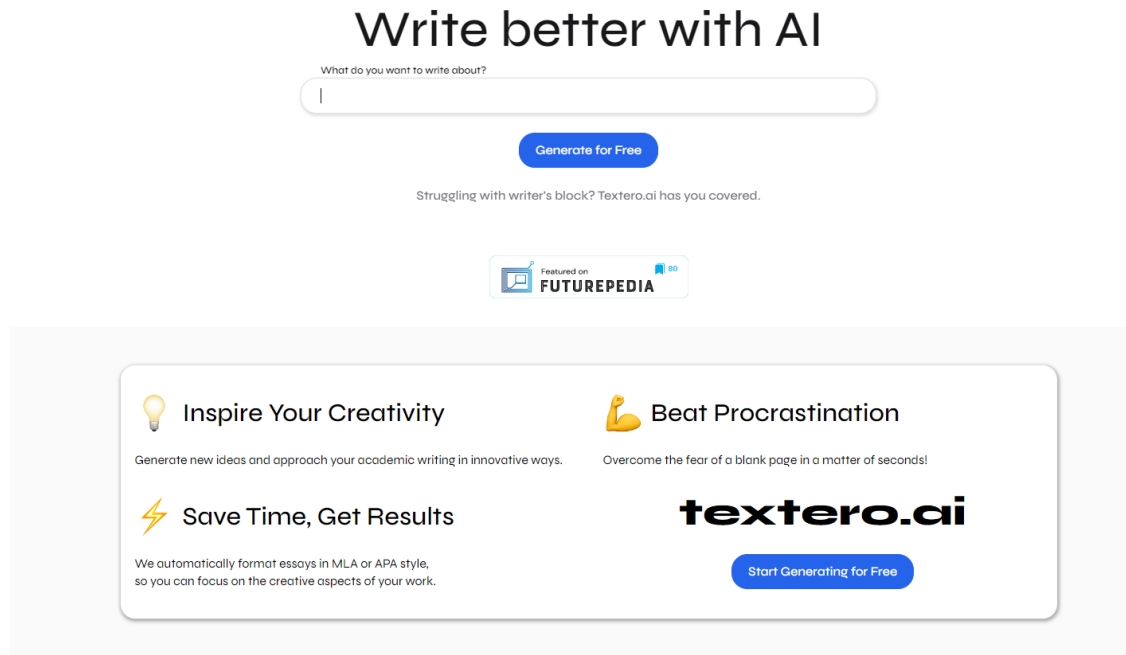 Write better with AI
What do you want to write about?
Generate for Free
Struggling with writer's block? Textero.ai has you covered.
Featured on
80
FUTUREPEDIA
Inspire Your Creativity
Generate new ideas and approach your academic writing in innovative ways.
Beat Procrastination
Overcome the fear of a blank page in a matter of seconds!
Save Time, Get Results
We automatically format essays in MLA or APA style,
so you can focus on the creative aspects of your work.
textero.ai
Start Generating for Free